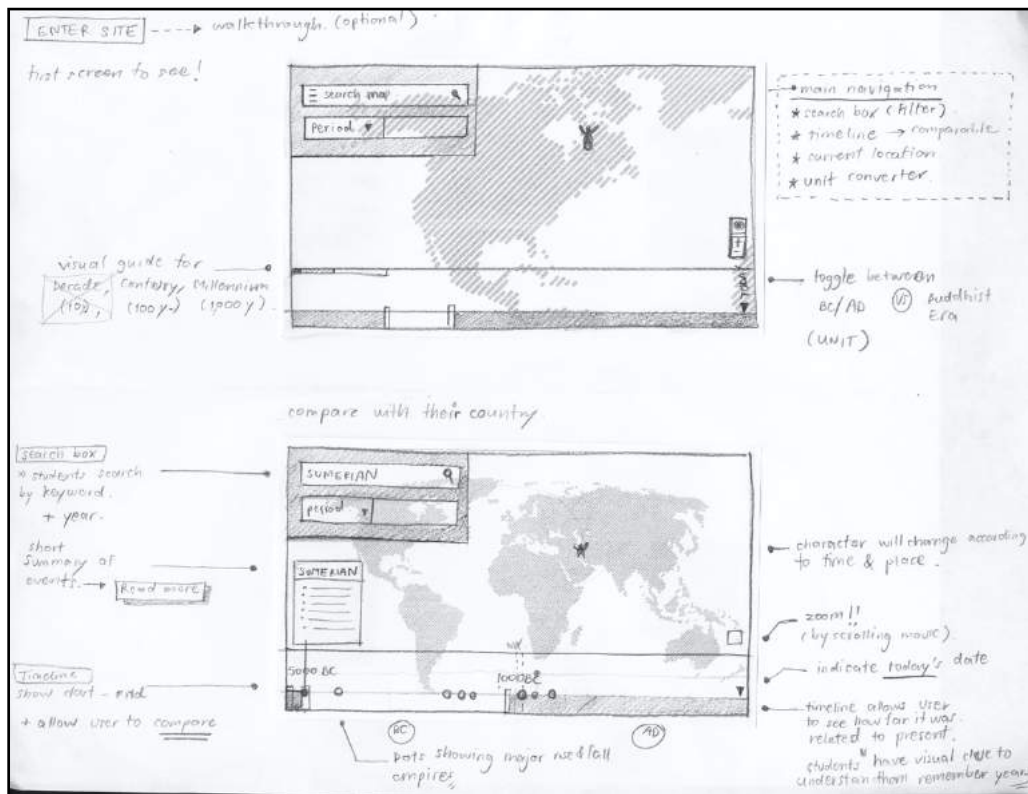 ENTER SITE
walkthrough. (optional)
first screen to see!
search map
Period
main navigation
* search box (filter)
* timeline → comparable
* current location
* unit converter.
visual guide for
Decade, Century, Millennium
(10y), (100 y-) (1,000 y).
toggle between
BC/AD VS Buddhist
Era
(UNIT)
compare with their country
Search box
* students search
by keyword.
+ year.
short
summary of
events.
Read more
SUMERIAN
period
SUMERIAN
5000 BC
1000BC
character will change according
to time & place.
zoom!!
(by scrolling mouse).
indicate today's date
Timeline
show start - end
+ allow user to compare
BC
AD
Dots showing major rise & fall
empires
timeline allows user
to see how far it was
related to present.
students have visual clue to
understand remember year